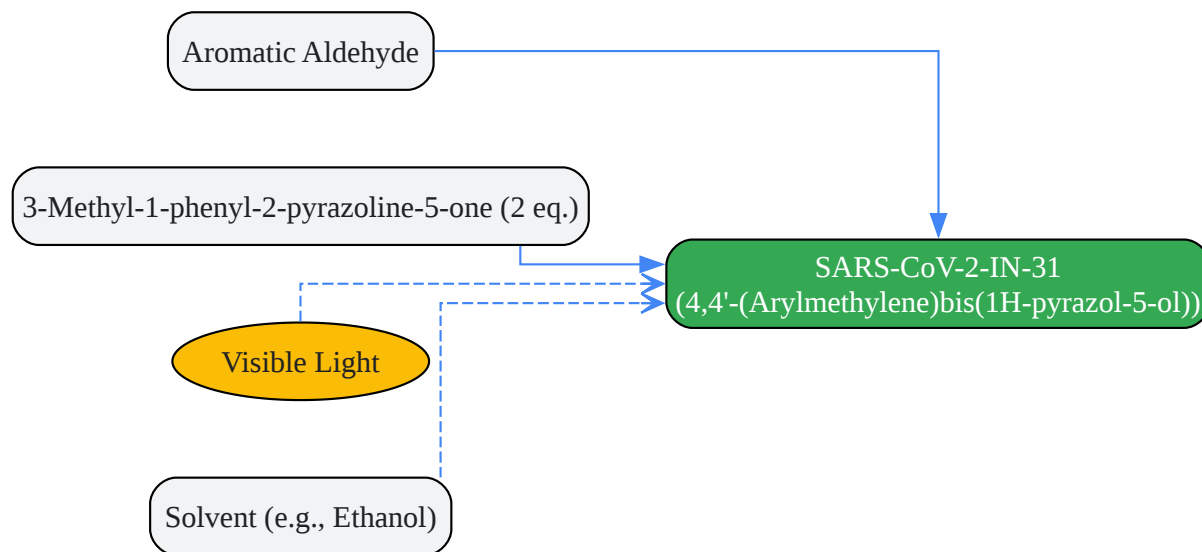 Aromatic Aldehyde
3-Methyl-1-phenyl-2-pyrazoline-5-one (2 eq.)
SARS-CoV-2-IN-31
(4,4'-(Arylmethylene)bis(1H-pyrazol-5-ol))
Visible Light
Solvent (e.g., Ethanol)